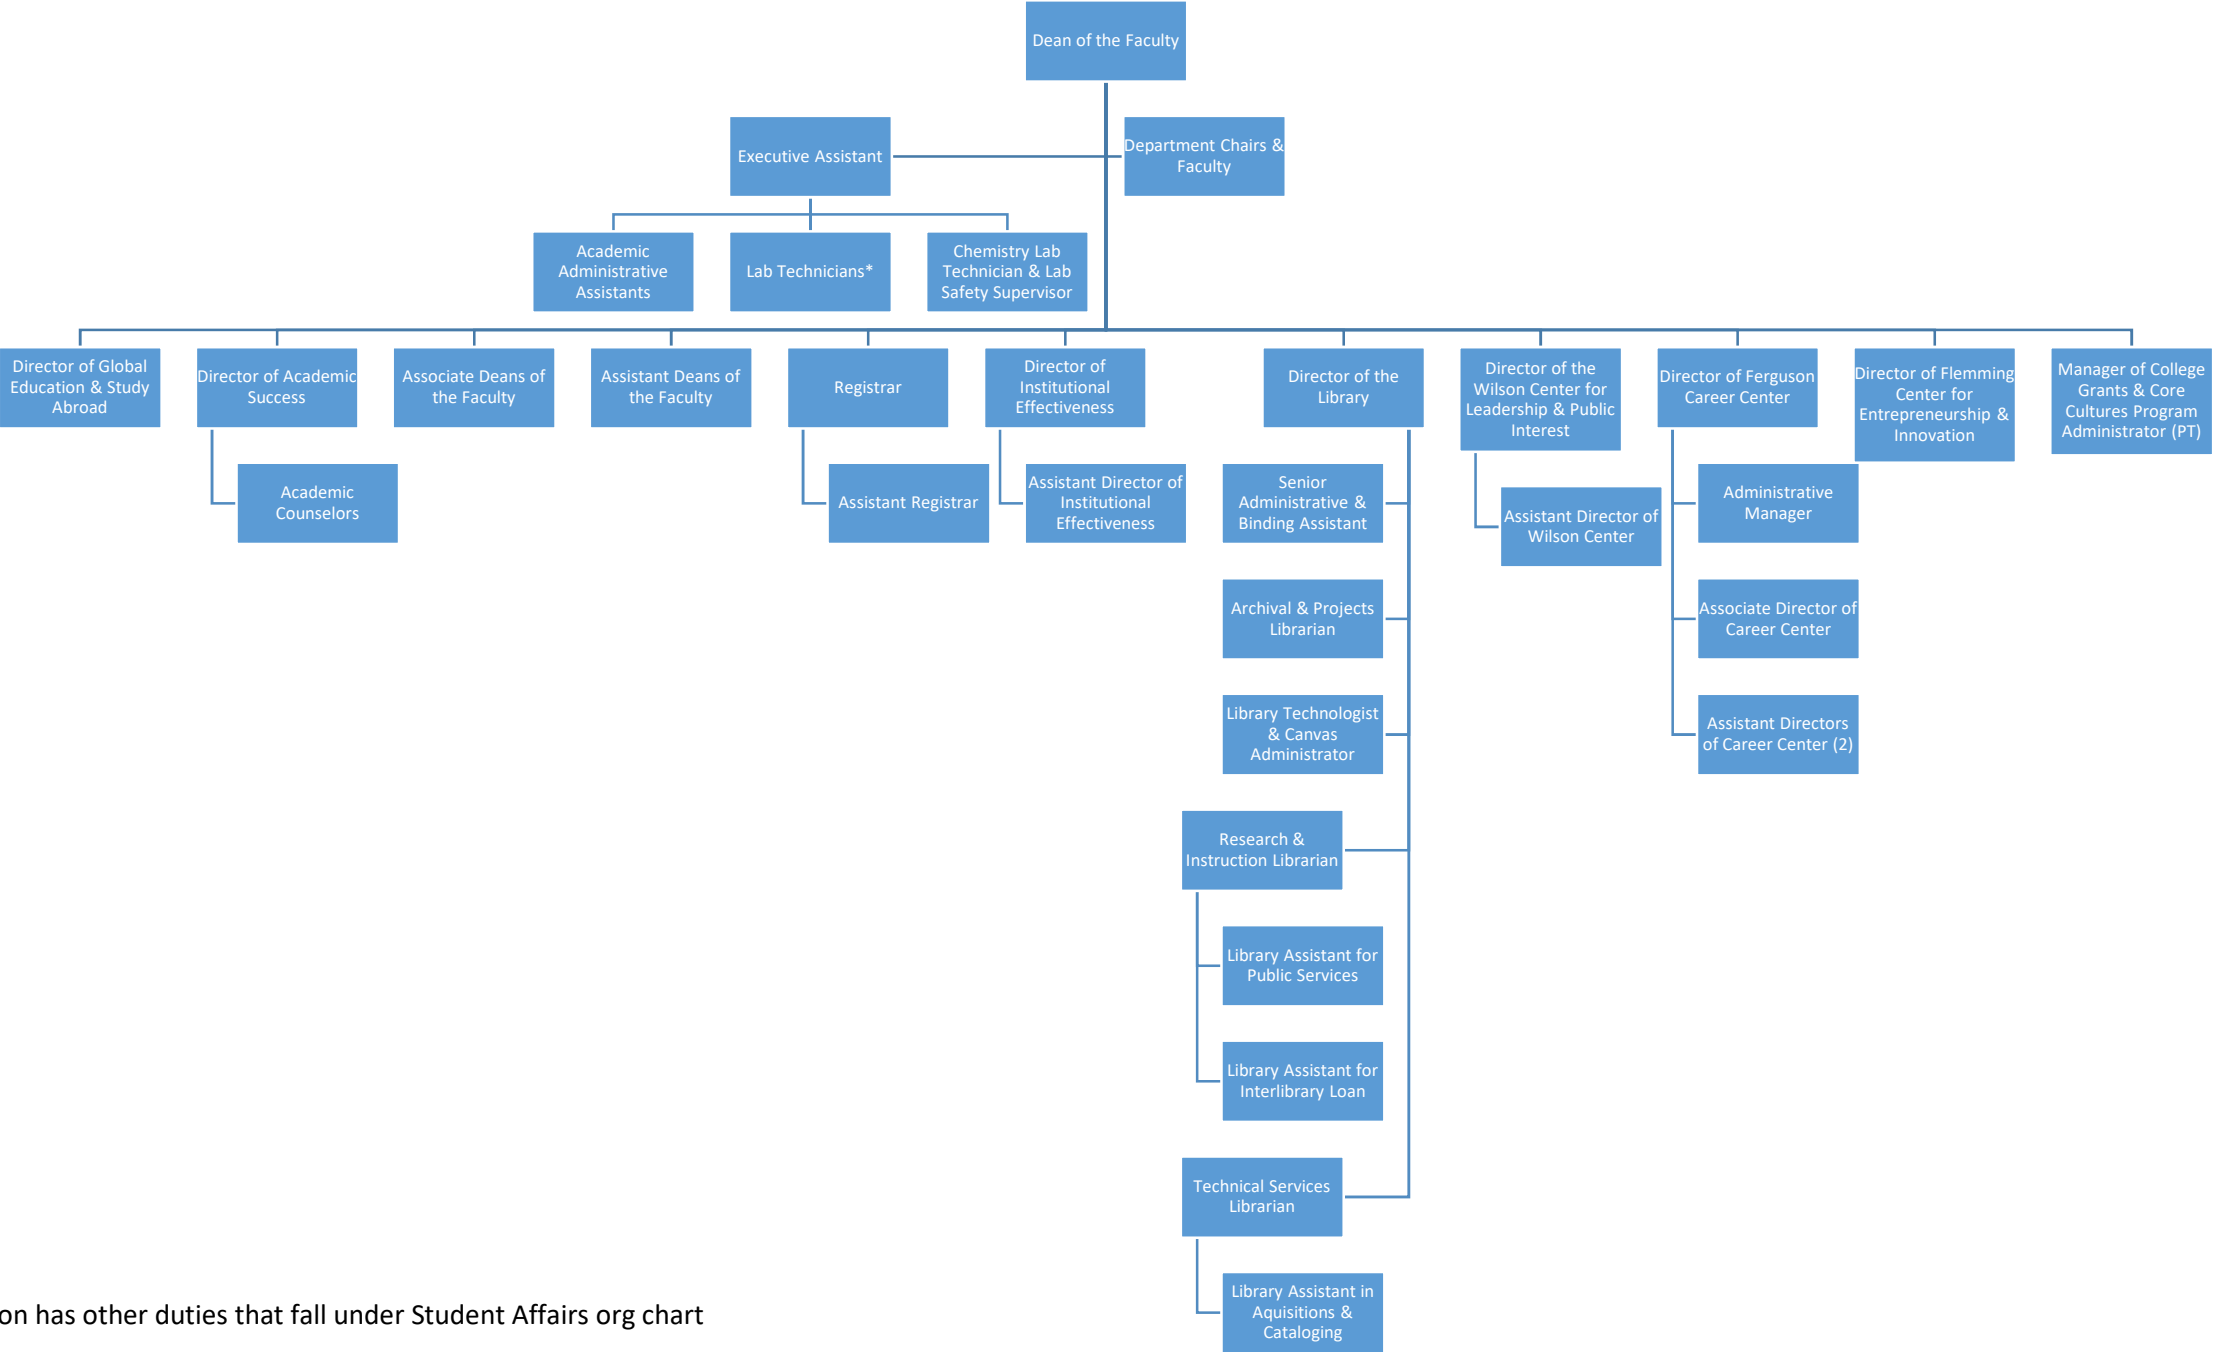 Dean of the Faculty
Executive Assistant
Department Chairs &
Faculty
Academic
Administrative
Assistants
Lab Technicians*
Chemistry Lab
Technician & Lab
Safety Supervisor
Director of Global
Education & Study
Abroad
Director of Academic
Success
Associate Deans of
the Faculty
Assistant Deans of
the Faculty
Registrar
Director of
Institutional
Effectiveness
Director of the
Library
Director of the
Wilson Center for
Leadership & Public
Interest
Director of Ferguson
Career Center
Director of Flemming
Center for
Entrepreneurship &
Innovation
Manager of College
Grants & Core
Cultures Program
Administrator (PT)
Academic
Counselors
Assistant Registrar
Assistant Director of
Institutional
Effectiveness
Senior
Administrative &
Binding Assistant
Assistant Director of
Wilson Center
Administrative
Manager
Archival & Projects
Librarian
Associate Director of
Career Center
Library Technologist
& Canvas
Administrator
Assistant Directors
of Career Center (2)
Research &
Instruction Librarian
Library Assistant for
Public Services
Library Assistant for
Interlibrary Loan
Technical Services
Librarian
Library Assistant in
Aquisitions &
Cataloging
on has other duties that fall under Student Affairs org chart